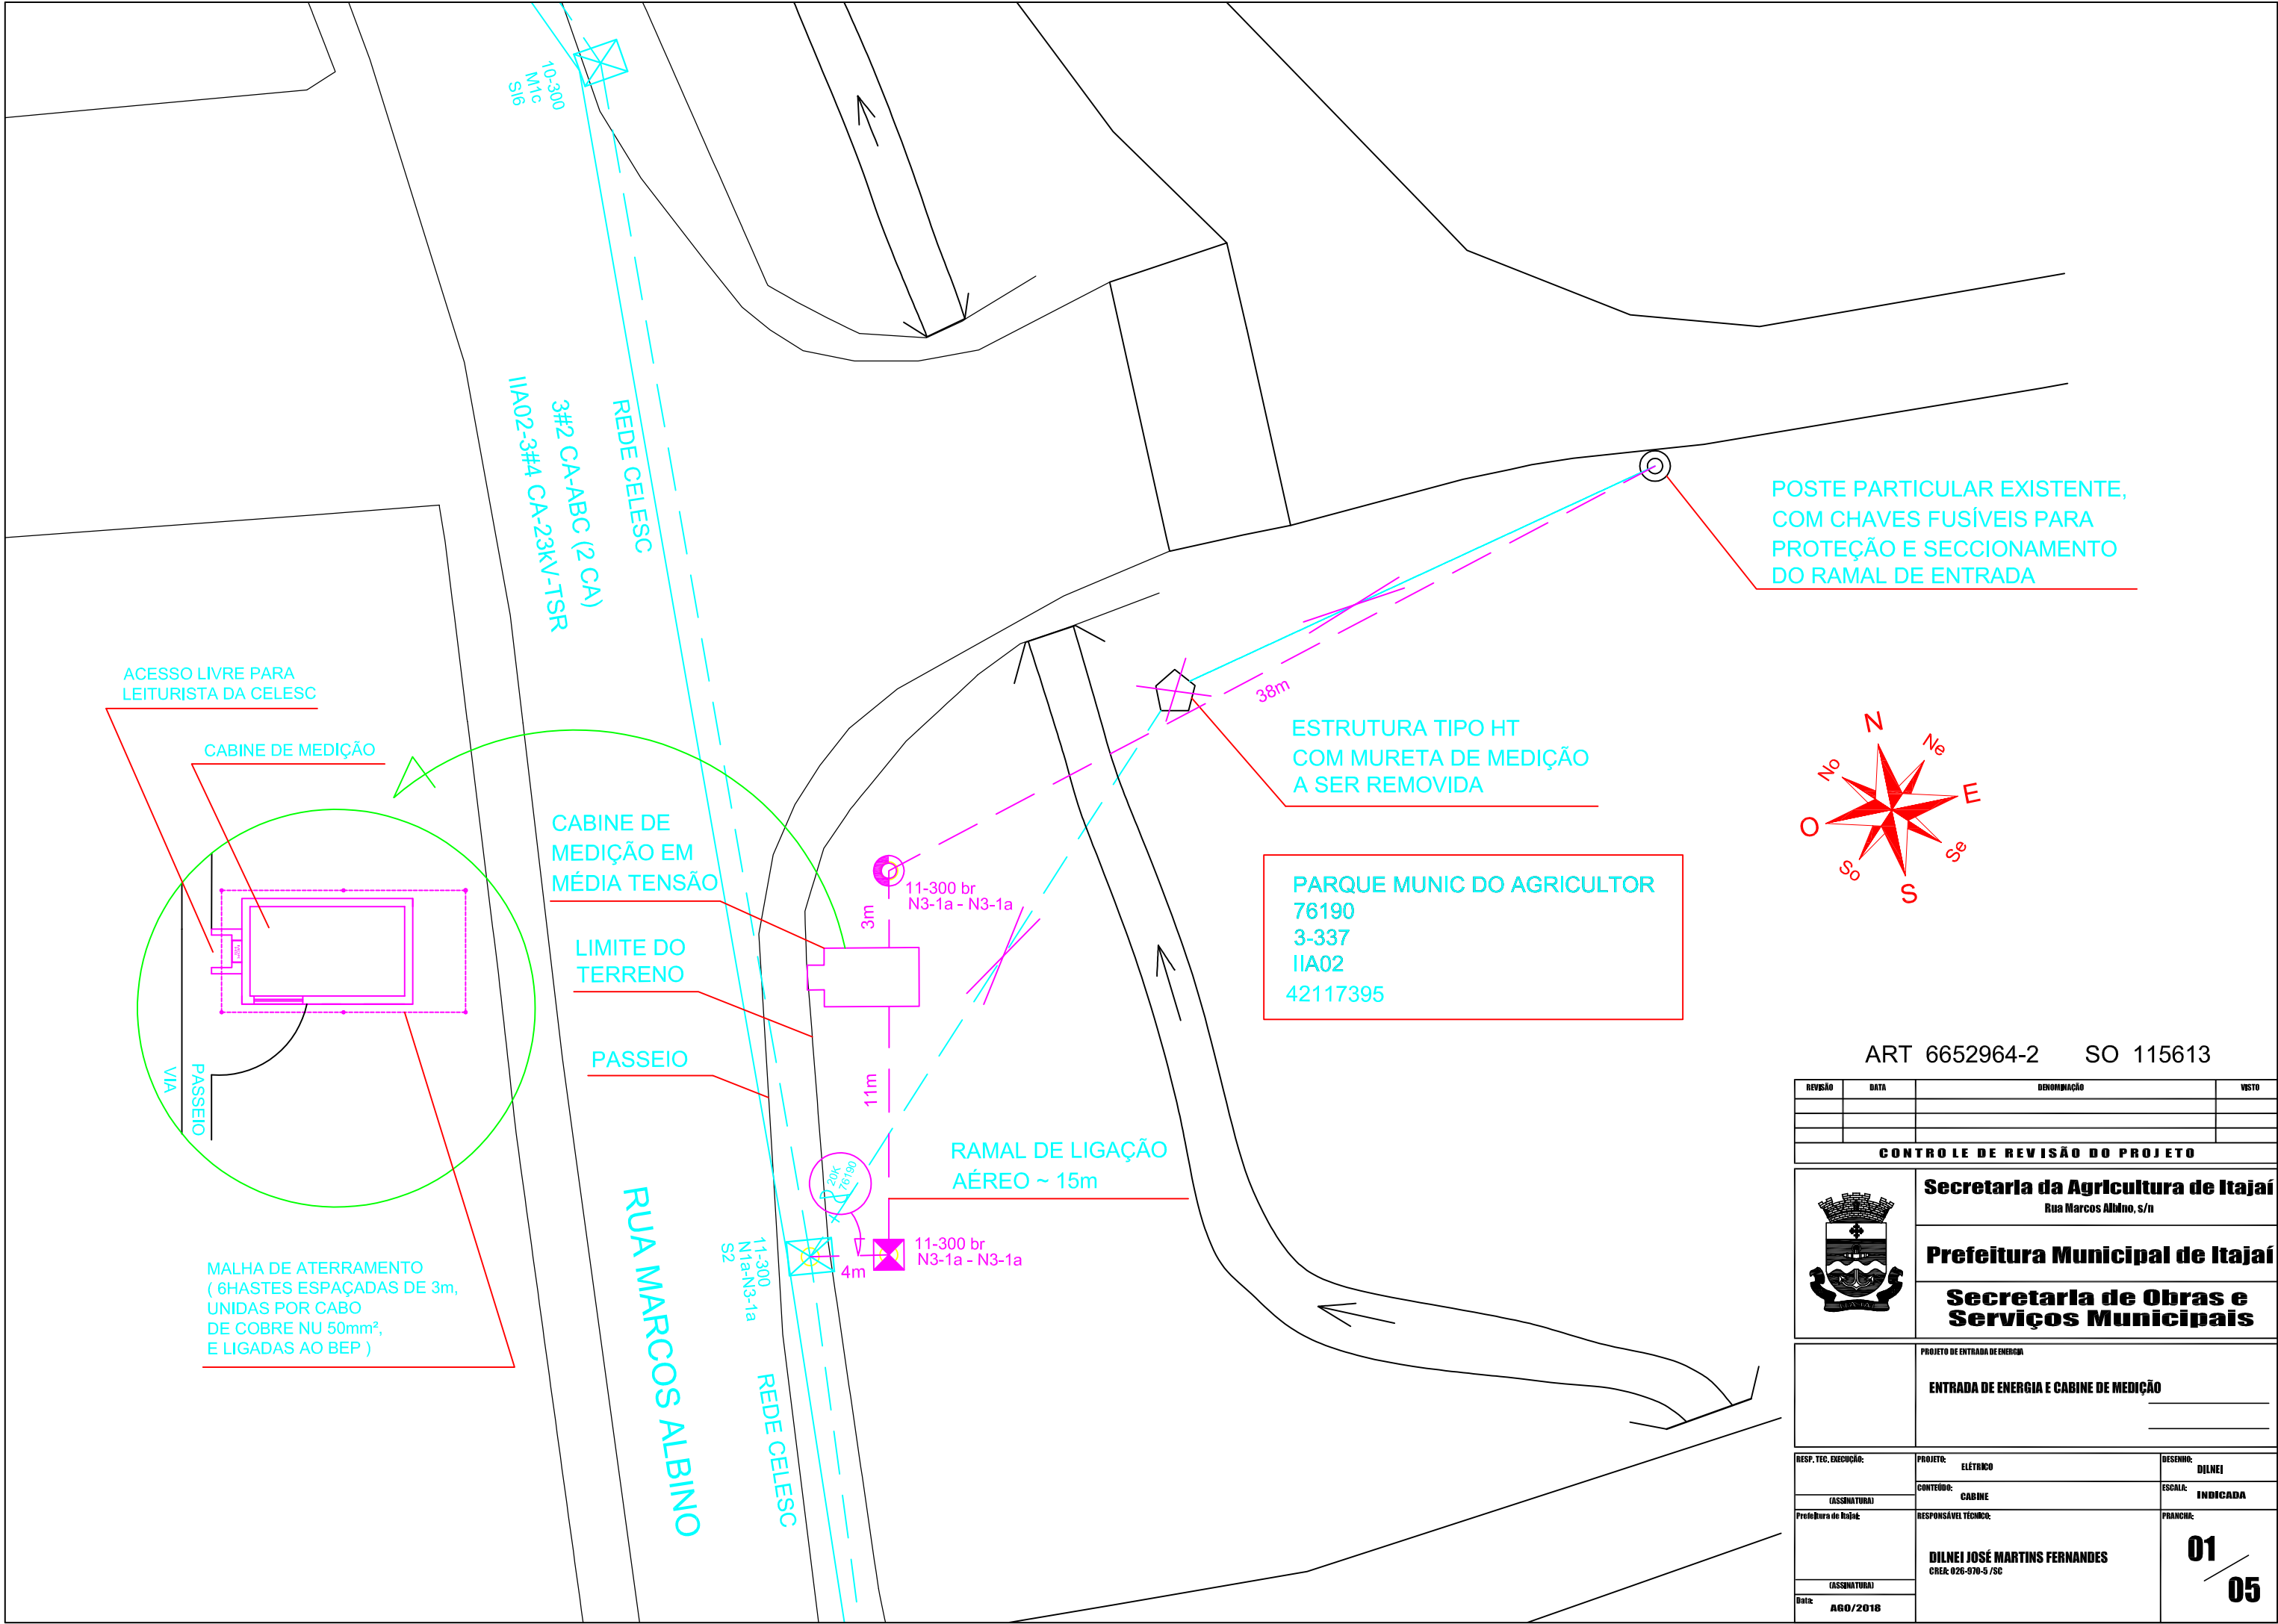 10-300
M1c
SI6
REDE CELESC
3#2 CA-ABC (2 CA)
IIA02-3#4 CA-23kV-TSR
POSTE PARTICULAR EXISTENTE,
COM CHAVES FUSÍVEIS PARA
PROTEÇÃO E SECCIONAMENTO
DO RAMAL DE ENTRADA
ACESSO LIVRE PARA
LEITURISTA DA CELESC
CABINE DE MEDIÇÃO
38m
ESTRUTURA TIPO HT
COM MURETA DE MEDIÇÃO
A SER REMOVIDA
N
Ne
E
Se
S
So
O
No
CABINE DE
MEDIÇÃO EM
MÉDIA TENSÃO
11-300 br
N3-1a - N3-1a
3m
PARQUE MUNIC DO AGRICULTOR
76190
3-337
IIA02
42117395
LIMITE DO
TERRENO
PASSEIO
11m
PASSEIO
VIA
RAMAL DE LIGAÇÃO
AÉREO ~ 15m
20K
76190
11-300
N1a-N3-1a
S2
4m
11-300 br
N3-1a - N3-1a
MALHA DE ATERRAMENTO
( 6HASTES ESPAÇADAS DE 3m,
UNIDAS POR CABO
DE COBRE NU 50mm²,
E LIGADAS AO BEP )
RUA MARCOS ALBINO
REDE CELESC
ART 6652964-2 SO 115613
REVISÃO DATA DENOMINAÇÃO VISTO
CONTROLE DE REVISÃO DO PROJETO
Secretaria da Agricultura de Itajaí
Rua Marcos Albino, s/n
Prefeitura Municipal de Itajaí
Secretaria de Obras e
Serviços Municipais
PROJETO DE ENTRADA DE ENERGIA
ENTRADA DE ENERGIA E CABINE DE MEDIÇÃO
RESP. TEC. EXECUÇÃO:
(ASSINATURA)
PROJETO: ELÉTRICO
DESENHO: DILNEI
CONTEÚDO: CABINE
ESCALA: INDICADA
Prefeitura de Itajaí:
(ASSINATURA)
RESPONSÁVEL TÉCNICO:
DILNEI JOSÉ MARTINS FERNANDES
CREA: 026-970-5 /SC
PRANCHA:
01
05
Data: AGO/2018